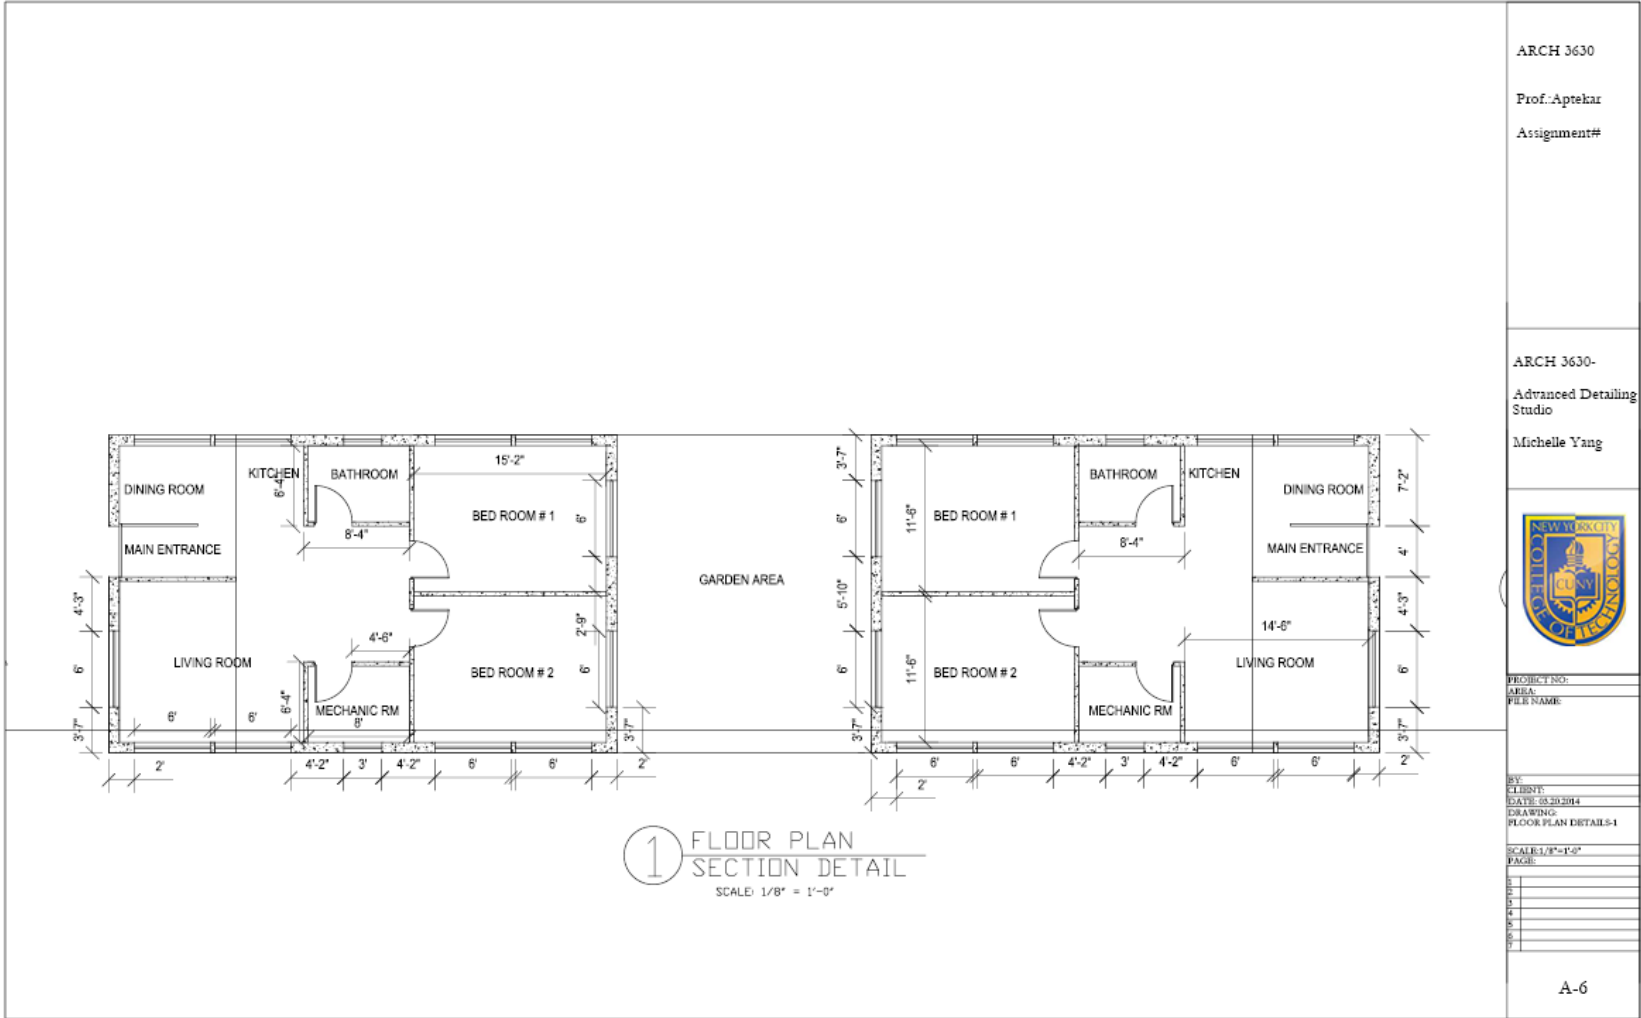 ARCH 3630
Prof.:Aptekar
Assignment#
ARCH 3630-
Advanced Detailing
Studio
Michelle Yang
NEW YORK CITY
COLLEGE OF TECHNOLOGY
CUNY
PROJECT NO:
AREA:
FILE NAME:
BY:
CLIENT:
DATE: 03.20.2014
DRAWING:
FLOOR PLAN DETAILS-1
SCALE:1/8"=1'-0"
PAGE:
1
2
3
4
5
6
7
A-6
DINING ROOM
KITCHEN
6'-4"
BATHROOM
15'-2"
BED ROOM # 1
6'
MAIN ENTRANCE
8'-4"
4'-3"
6'
3'-7"
LIVING ROOM
4'-6"
2'-9"
6'
BED ROOM # 2
6'-4"
MECHANIC RM
8'
6'
6'
3'-7"
2'
4'-2"
3'
4'-2"
6'
6'
2'
GARDEN AREA
3'-7"
6'
5'-10"
6'
3'-7"
11'-6"
BED ROOM # 1
BATHROOM
KITCHEN
DINING ROOM
7'-2"
8'-4"
MAIN ENTRANCE
4'
4'-3"
14'-6"
11'-6"
BED ROOM # 2
LIVING ROOM
6'
MECHANIC RM
3'-7"
6'
6'
4'-2"
3'
4'-2"
6'
6'
2'
2'
1
FLOOR PLAN
SECTION DETAIL
SCALE: 1/8" = 1'-0"